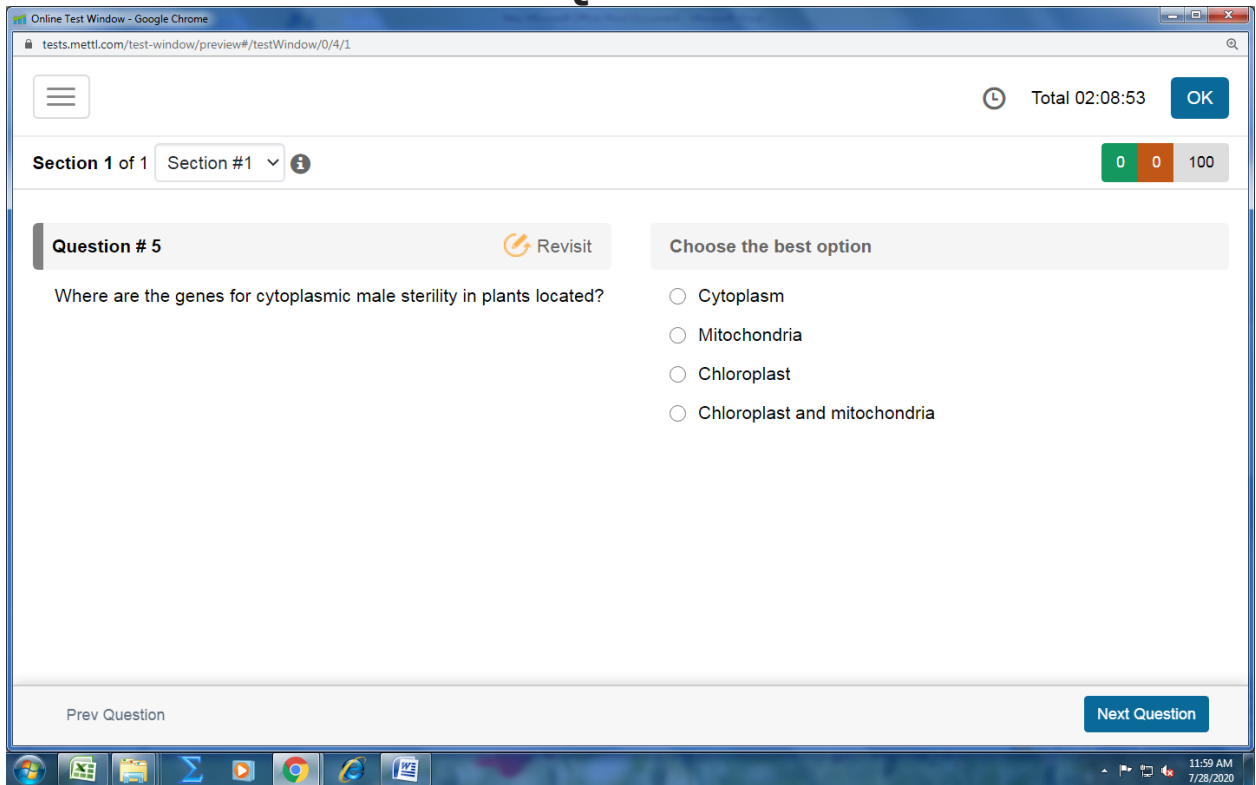 Online Test Window - Google Chrome
tests.mettl.com/test-window/preview#/testWindow/0/4/1
Total 02:08:53 OK
Section 1 of 1 Section #1 0 0 100
Question # 5 Revisit
Where are the genes for cytoplasmic male sterility in plants located?
Choose the best option
Cytoplasm
Mitochondria
Chloroplast
Chloroplast and mitochondria
Prev Question Next Question
11:59 AM
7/28/2020